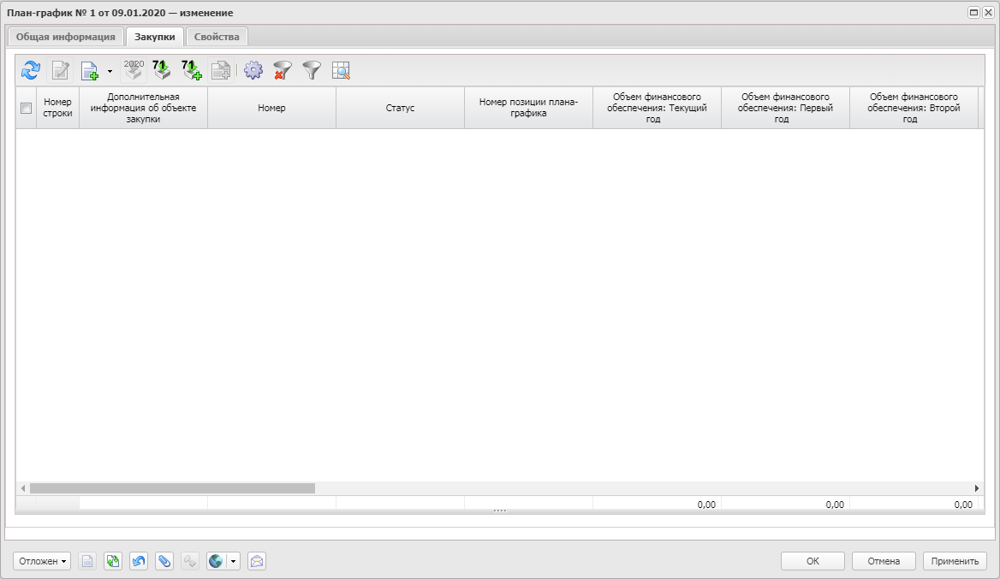 План-график № 1 от 09.01.2020 — изменение
Общая информация
Закупки
Свойства
2020
71
71
Номер
строки
Дополнительная
информация об объекте
закупки
Номер
Статус
Номер позиции плана-
графика
Объем финансового
обеспечения: Текущий
год
Объем финансового
обеспечения: Первый
год
Объем финансового
обеспечения: Второй
год
0,00
0,00
0,00
Отложен
ОК
Отмена
Применить